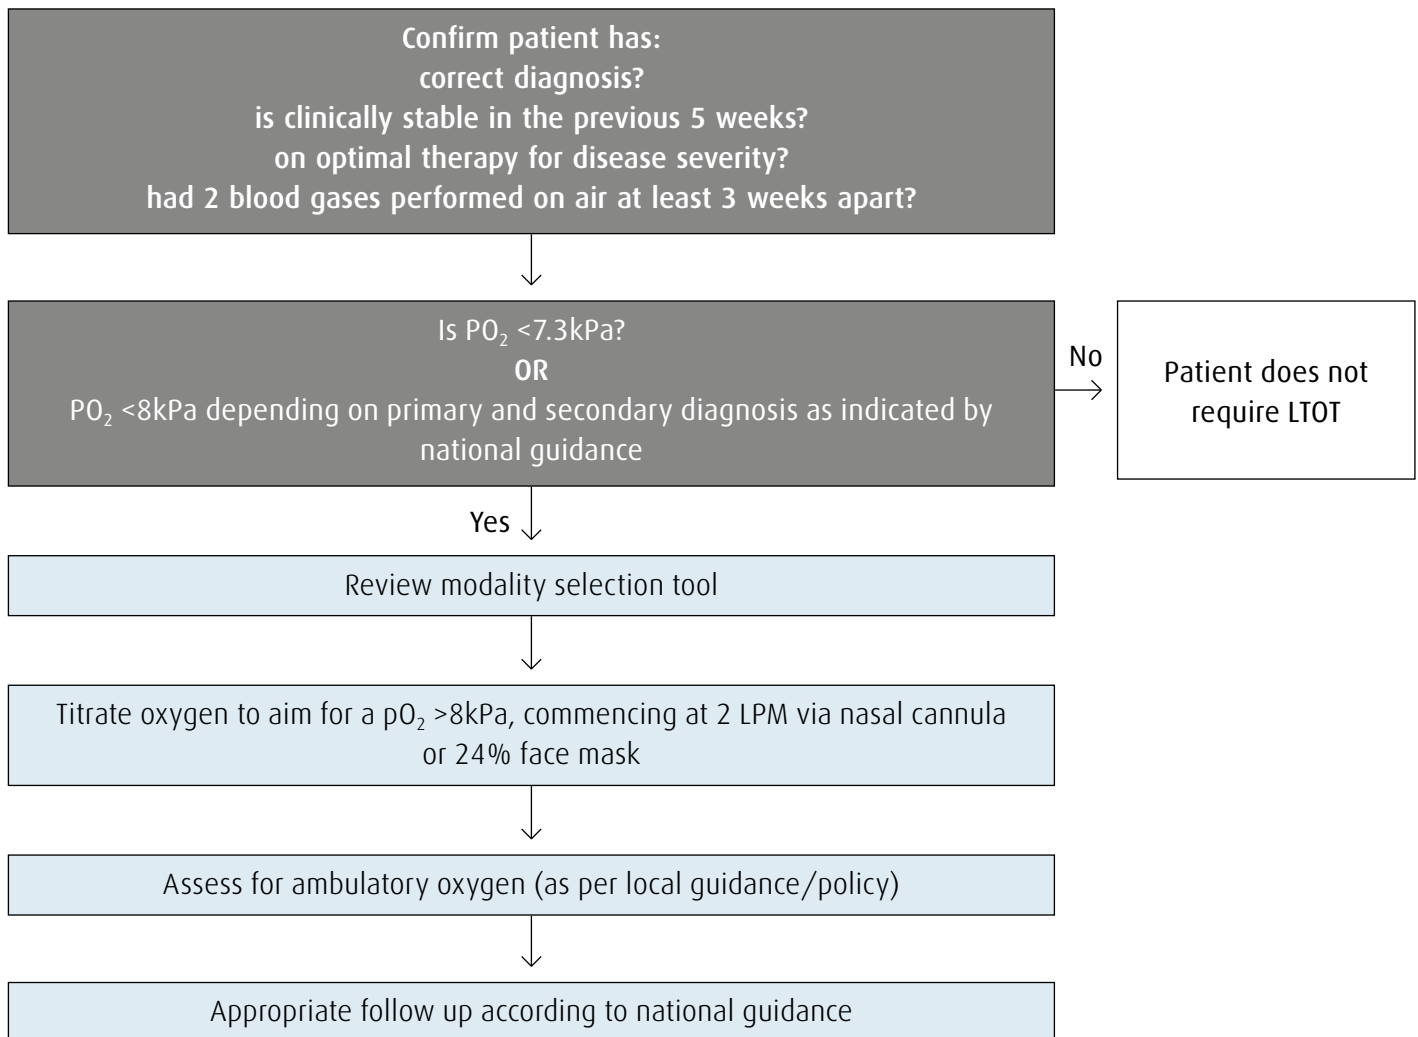 Confirm patient has:
correct diagnosis?
is clinically stable in the previous 5 weeks?
on optimal therapy for disease severity?
had 2 blood gases performed on air at least 3 weeks apart?
Is PO₂ <7.3kPa?
OR
PO₂ <8kPa depending on primary and secondary diagnosis as indicated by
national guidance
No
Patient does not
require LTOT
Yes
Review modality selection tool
Titrate oxygen to aim for a pO₂ >8kPa, commencing at 2 LPM via nasal cannula
or 24% face mask
Assess for ambulatory oxygen (as per local guidance/policy)
Appropriate follow up according to national guidance